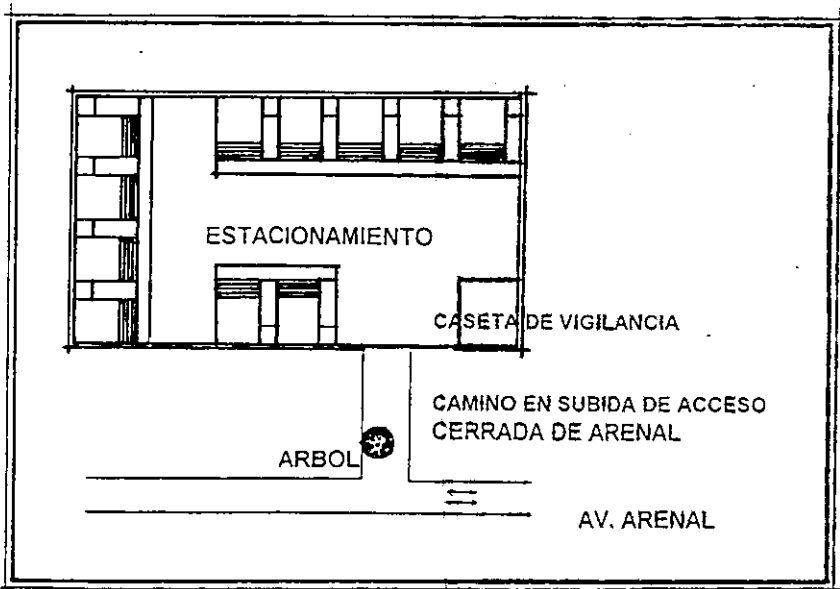 ESTACIONAMIENTO
CASETA DE VIGILANCIA
CAMINO EN SUBIDA DE ACCESO
CERRADA DE ARENAL
ARBOL
AV. ARENAL